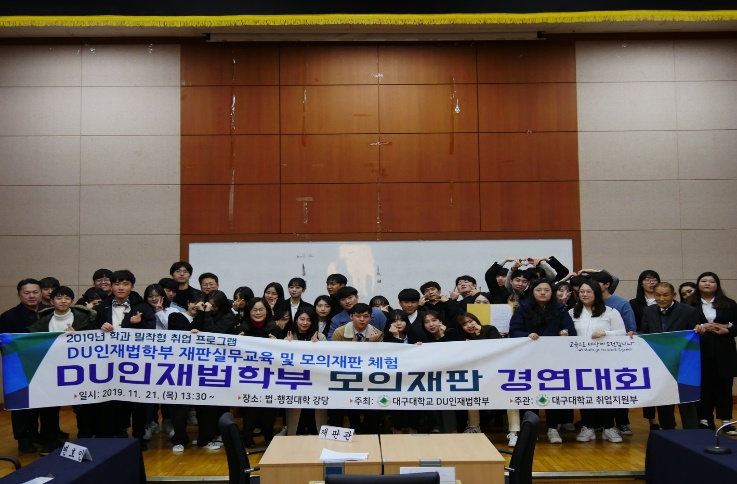 2019년 학과 밀착형 취업 프로그램
DU인재법학부 재판실무교육 및 모의재판 체험
DU인재법학부 모의재판 경연대회
▶일시: 2019. 11. 21. (목) 13:30 ~ ▶장소: 법·행정대학 강당 ▶주최: 대구대학교 DU인재법학부 ▶주관: 대구대학교 취업지원부
재판관
변호인